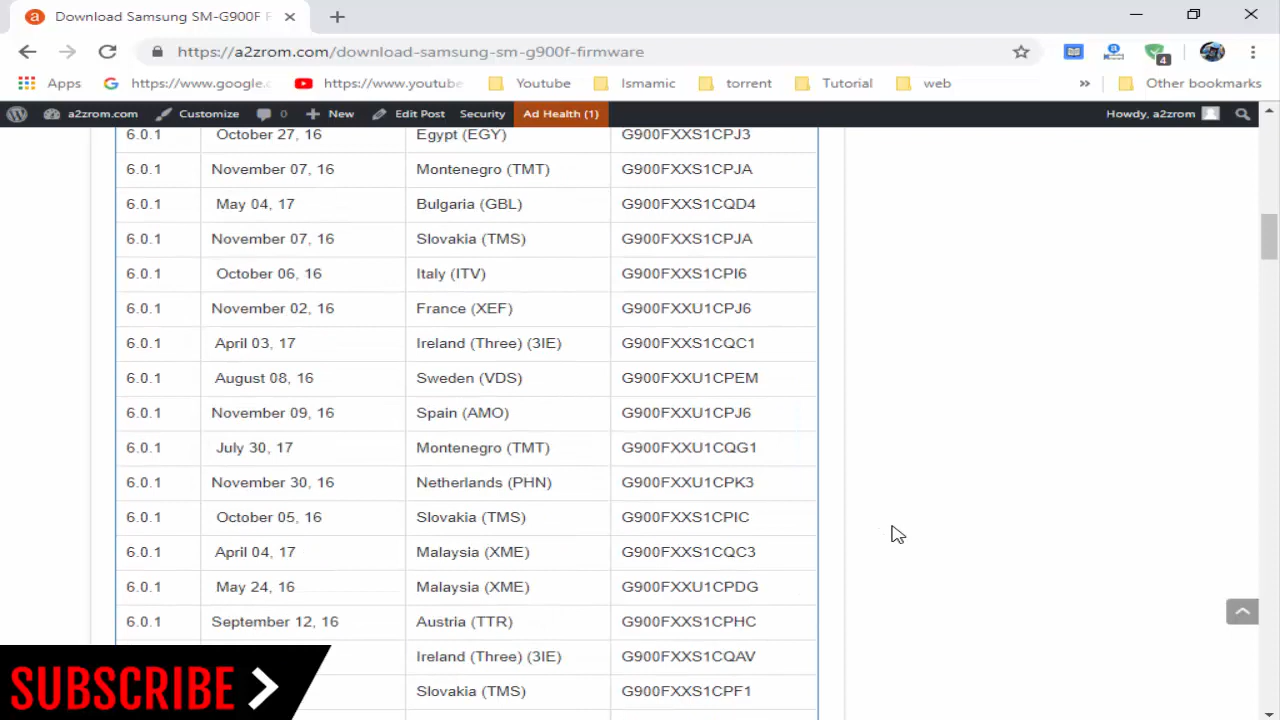 Download Samsung SM-G900F F
https://a2zrom.com/download-samsung-sm-g900f-firmware
4
Apps https://www.google.c https://www.youtube Youtube Ismamic torrent Tutorial web » Other bookmarks
a2zrom.com Customize 0 New Edit Post Security Ad Health (1) Howdy, a2zrom
6.0.1 October 27, 16 Egypt (EGY) G900FXXS1CPJ3
6.0.1 November 07, 16 Montenegro (TMT) G900FXXS1CPJA
6.0.1 May 04, 17 Bulgaria (GBL) G900FXXS1CQD4
6.0.1 November 07, 16 Slovakia (TMS) G900FXXS1CPJA
6.0.1 October 06, 16 Italy (ITV) G900FXXS1CPI6
6.0.1 November 02, 16 France (XEF) G900FXXU1CPJ6
6.0.1 April 03, 17 Ireland (Three) (3IE) G900FXXS1CQC1
6.0.1 August 08, 16 Sweden (VDS) G900FXXU1CPEM
6.0.1 November 09, 16 Spain (AMO) G900FXXU1CPJ6
6.0.1 July 30, 17 Montenegro (TMT) G900FXXU1CQG1
6.0.1 November 30, 16 Netherlands (PHN) G900FXXU1CPK3
6.0.1 October 05, 16 Slovakia (TMS) G900FXXS1CPIC
6.0.1 April 04, 17 Malaysia (XME) G900FXXS1CQC3
6.0.1 May 24, 16 Malaysia (XME) G900FXXU1CPDG
6.0.1 September 12, 16 Austria (TTR) G900FXXS1CPHC
Ireland (Three) (3IE) G900FXXS1CQAV
Slovakia (TMS) G900FXXS1CPF1
SUBSCRIBE